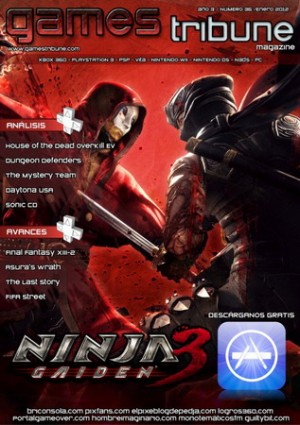 games tribune
magazine
www.gamestribune.com
año 3 - número 36, enero 2012
XBOX 360 - PLAYSTATION 3 - PSP - VITA - NINTENDO WII - NINTENDO DS - N3DS - PC
ANÁLISIS
House of the Dead Overkill EV
Dungeon Defenders
The Mystery Team
Daytona USA
Sonic CD
AVANCES
Final Fantasy XIII-2
Asura's Wrath
The Last Story
FIFA Street
DESCÁRGANOS GRATIS
NINJA 3
GAIDEN
briconsola.com pixfans.com elpixeblogdepedja.com logrosa50.com
portalgameover.com hombreimaginario.com monotematicosfm guiltybit.com